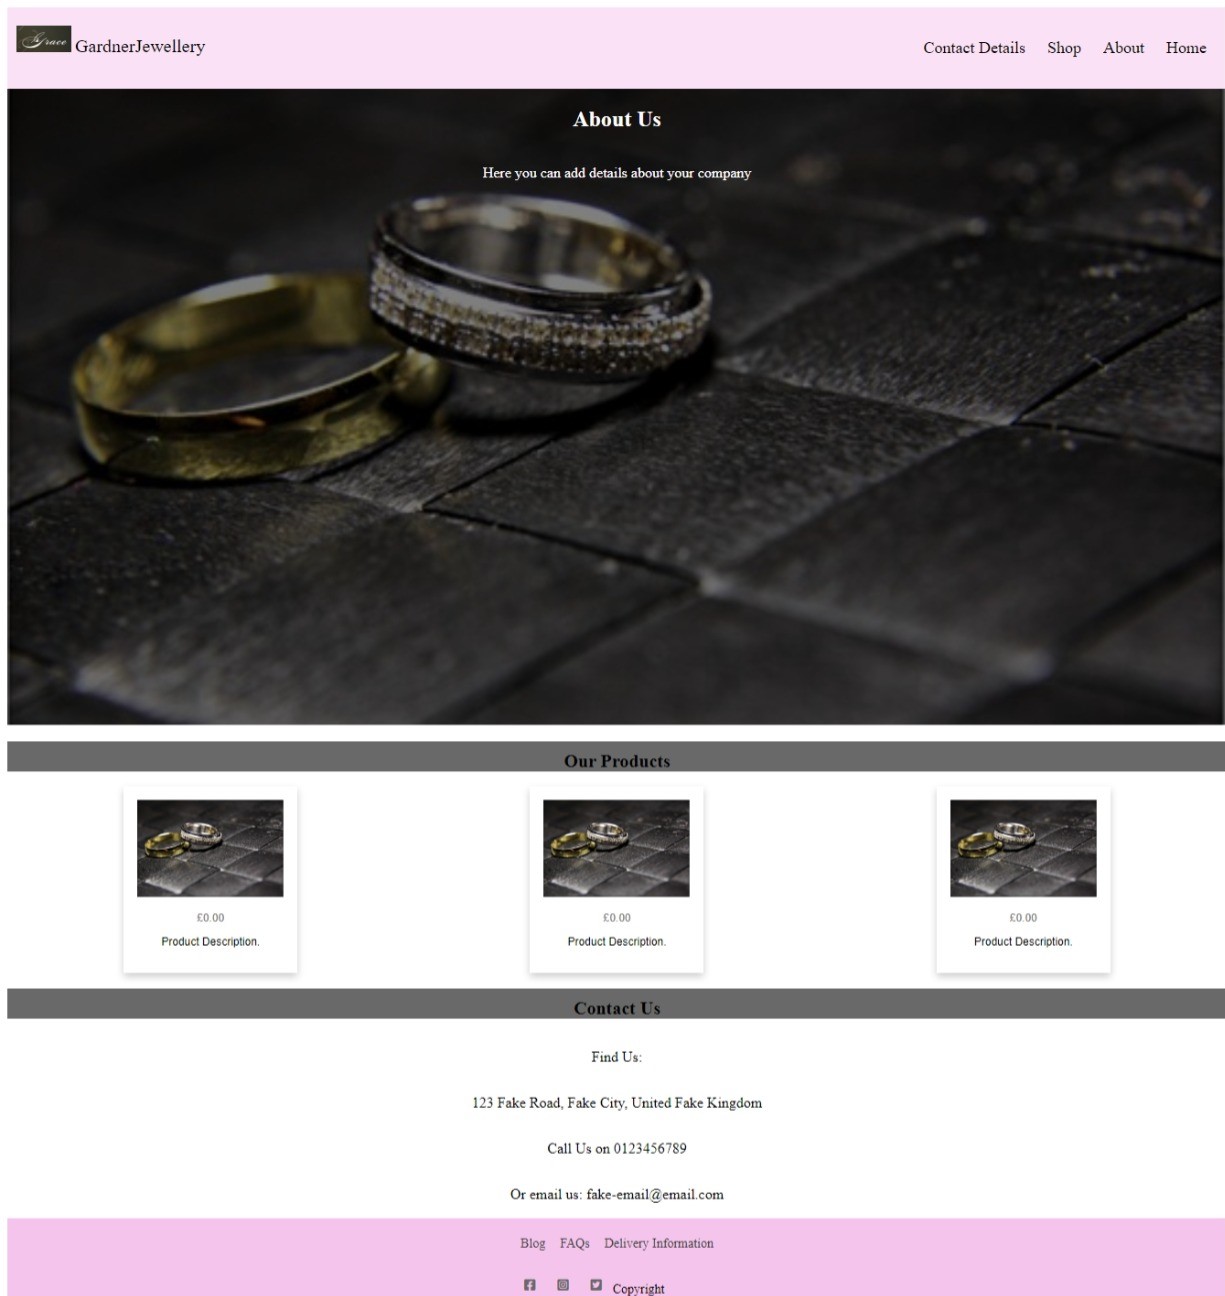 Grace GardnerJewellery
Contact Details Shop About Home
About Us
Here you can add details about your company
Our Products
£0.00 £0.00 £0.00
Product Description. Product Description. Product Description.
Contact Us
Find Us:
123 Fake Road, Fake City, United Fake Kingdom
Call Us on 0123456789
Or email us: fake-email@email.com
Blog FAQs Delivery Information
Copyright